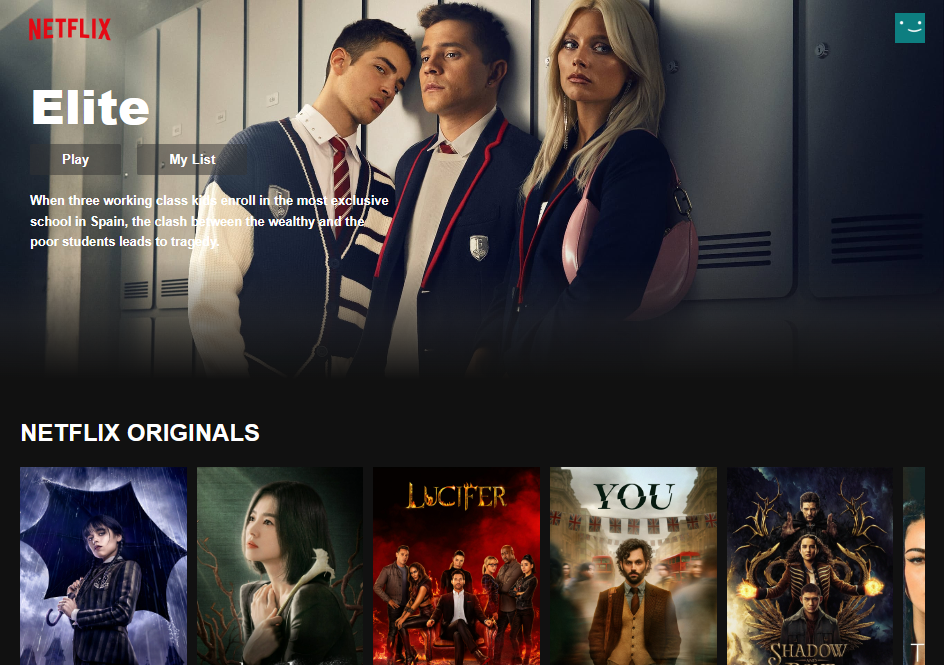 NETFLIX
Elite
Play
My List
When three working class kids enroll in the most exclusive
school in Spain, the clash between the wealthy and the
poor students leads to tragedy.
NETFLIX ORIGINALS
LUCIFER
YOU
SHADOW